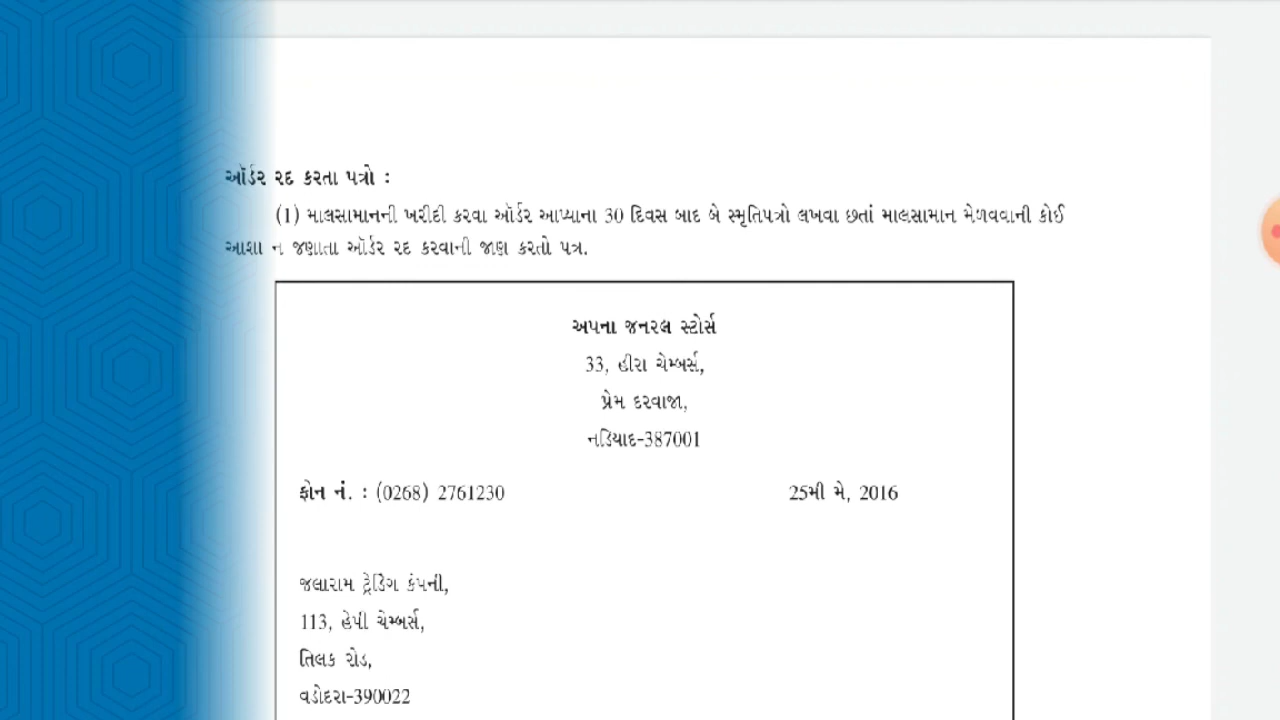 ઑર્ડર રદ કરતા પત્રો :
(1) માલસામાનની ખરીદી કરવા ઑર્ડર આપ્યાના 30 દિવસ બાદ બે સ્મૃતિપત્રો લખવા છતાં માલસામાન મેળવવાની કોઈ
આશા ન જણાતા ઑર્ડર રદ કરવાની જાણ કરતો પત્ર.
અપના જનરલ સ્ટોર્સ
33, હીરા ચેમ્બર્સ,
પ્રેમ દરવાજા,
નડિયાદ-387001
ફોન નં. : (0268) 2761230 25મી મે, 2016
જલારામ ટ્રેડિંગ કંપની,
113, હેપી ચેમ્બર્સ,
તિલક રોડ,
વડોદરા-390022